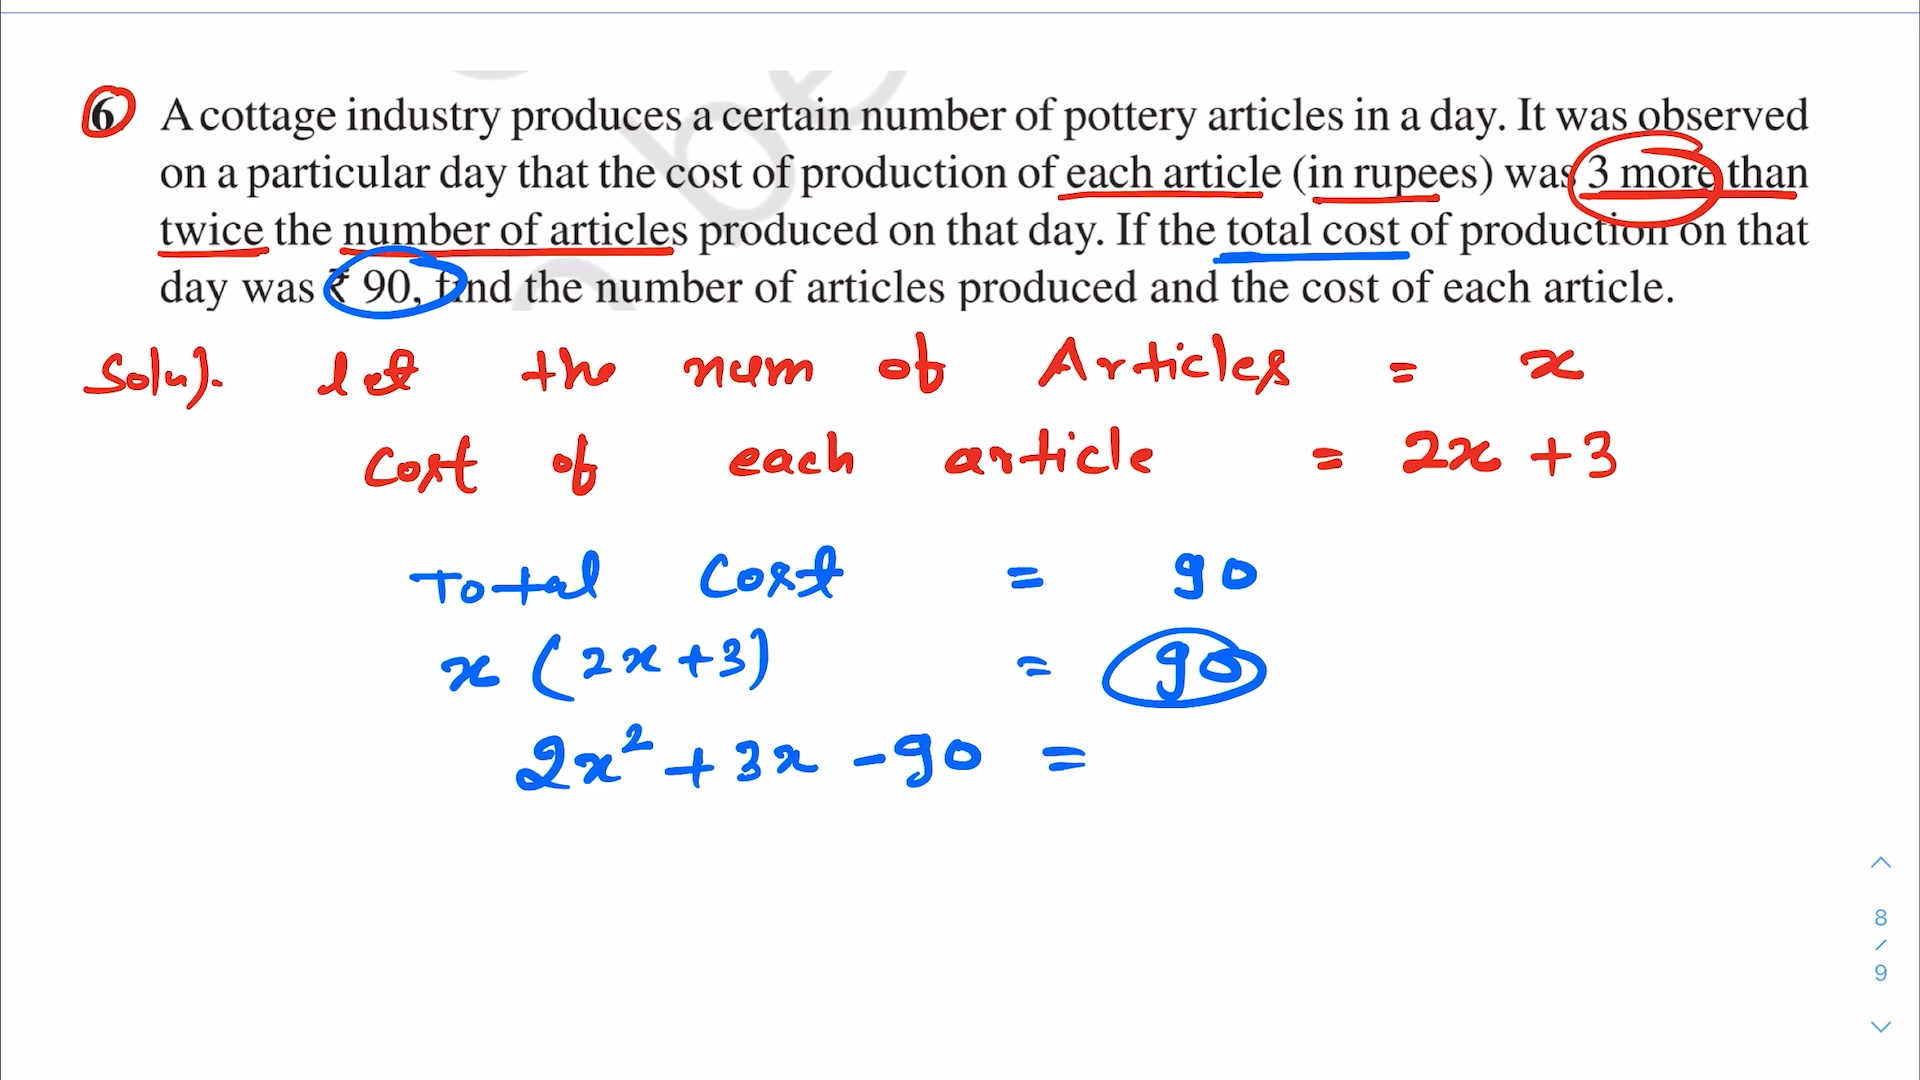 6 A cottage industry produces a certain number of pottery articles in a day. It was observed
on a particular day that the cost of production of each article (in rupees) was 3 more than
twice the number of articles produced on that day. If the total cost of production on that
day was ₹ 90, find the number of articles produced and the cost of each article.
Soln). let the num of Articles = x
Cost of each article = 2x + 3
Total Cost = 90
x (2x+3) = 90
2x² + 3x - 90 =
8
/
9